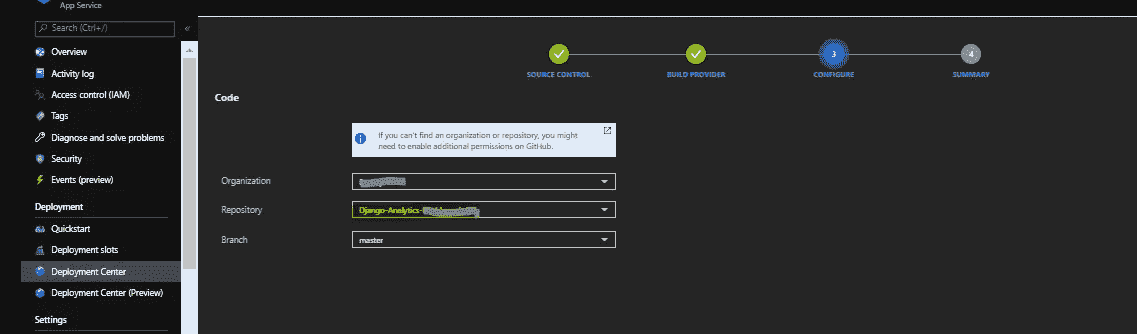 App Service
Search (Ctrl+/)
«
Overview
Activity log
Access control (IAM)
Tags
Diagnose and solve problems
Security
Events (preview)
Deployment
Quickstart
Deployment slots
Deployment Center
Deployment Center (Preview)
Settings
3
4
SOURCE CONTROL
BUILD PROVIDER
CONFIGURE
SUMMARY
Code
If you can't find an organization or repository, you might
need to enable additional permissions on GitHub.
Organization
Repository
Django-Analytics-
Branch
master